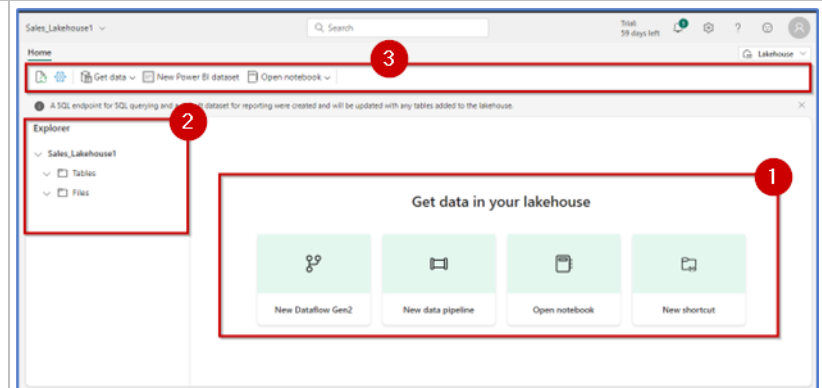 Sales_Lakehouse1
Search
Trial:
59 days left
Home
Lakehouse
3
Get data
New Power BI dataset
Open notebook
A SQL endpoint for SQL querying and a default dataset for reporting were created and will be updated with any tables added to the lakehouse.
2
Explorer
Sales_Lakehouse1
Tables
Files
1
Get data in your lakehouse
New Dataflow Gen2
New data pipeline
Open notebook
New shortcut